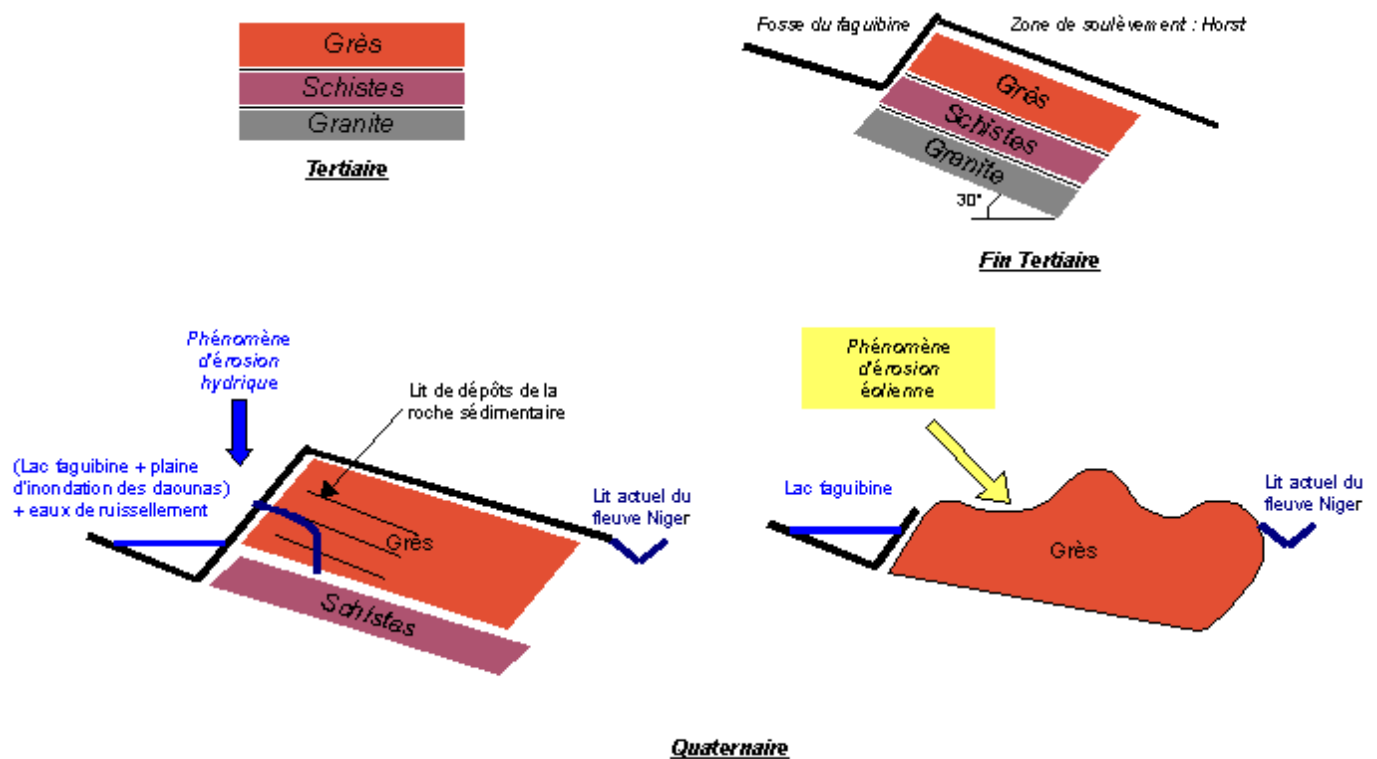 Grès
Schistes
Granite
Tertiaire
Fosse du faguibine
Zone de soulèvement : Horst
Grès
Schistes
Granite
30°
Fin Tertiaire
Phénomène
d'érosion
hydrique
Lit de dépôts de la
roche sédimentaire
(Lac faguibine + plaine
d'inondation des daounas)
+ eaux de ruissellement
Grès
Schistes
Lit actuel du
fleuve Niger
Phénomène
d'érosion
éolienne
Lac faguibine
Grès
Lit actuel du
fleuve Niger
Quaternaire